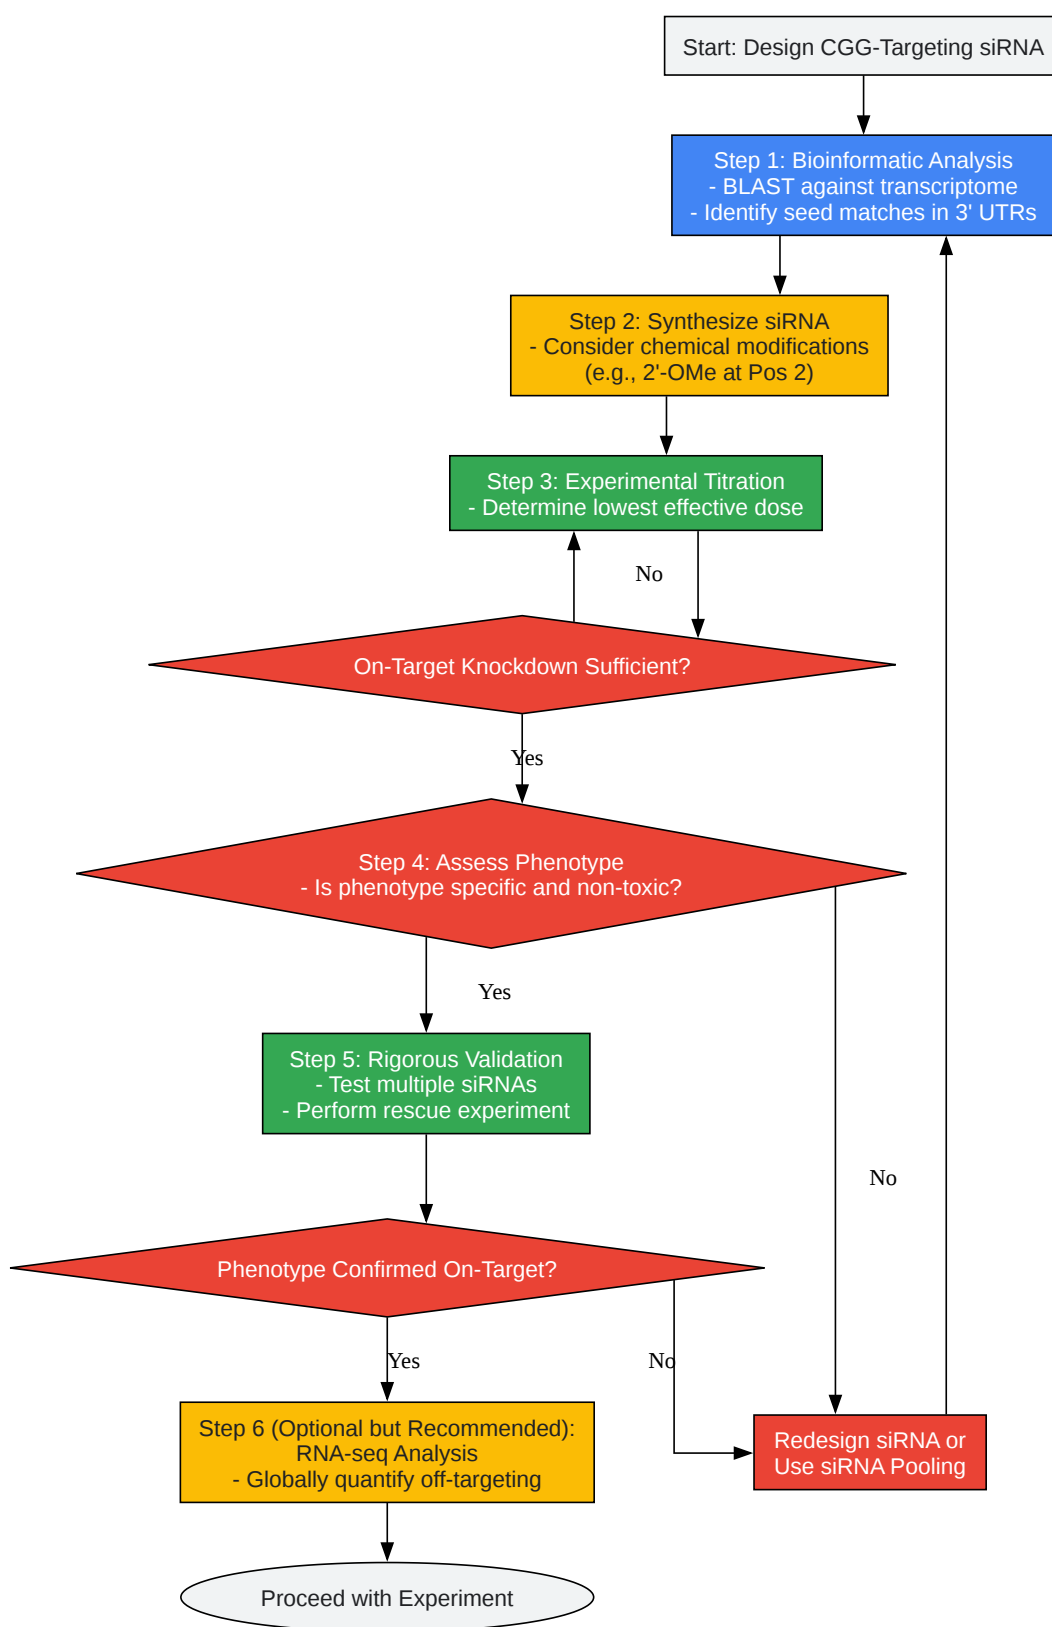 Start: Design CGG-Targeting siRNA
Step 1: Bioinformatic Analysis
- BLAST against transcriptome
- Identify seed matches in 3' UTRs
Step 2: Synthesize siRNA
- Consider chemical modifications
(e.g., 2'-OMe at Pos 2)
Step 3: Experimental Titration
- Determine lowest effective dose
No
On-Target Knockdown Sufficient?
Yes
Step 4: Assess Phenotype
- Is phenotype specific and non-toxic?
Yes
Step 5: Rigorous Validation
- Test multiple siRNAs
- Perform rescue experiment
No
Phenotype Confirmed On-Target?
Yes
No
Step 6 (Optional but Recommended):
RNA-seq Analysis
- Globally quantify off-targeting
Redesign siRNA or
Use siRNA Pooling
Proceed with Experiment